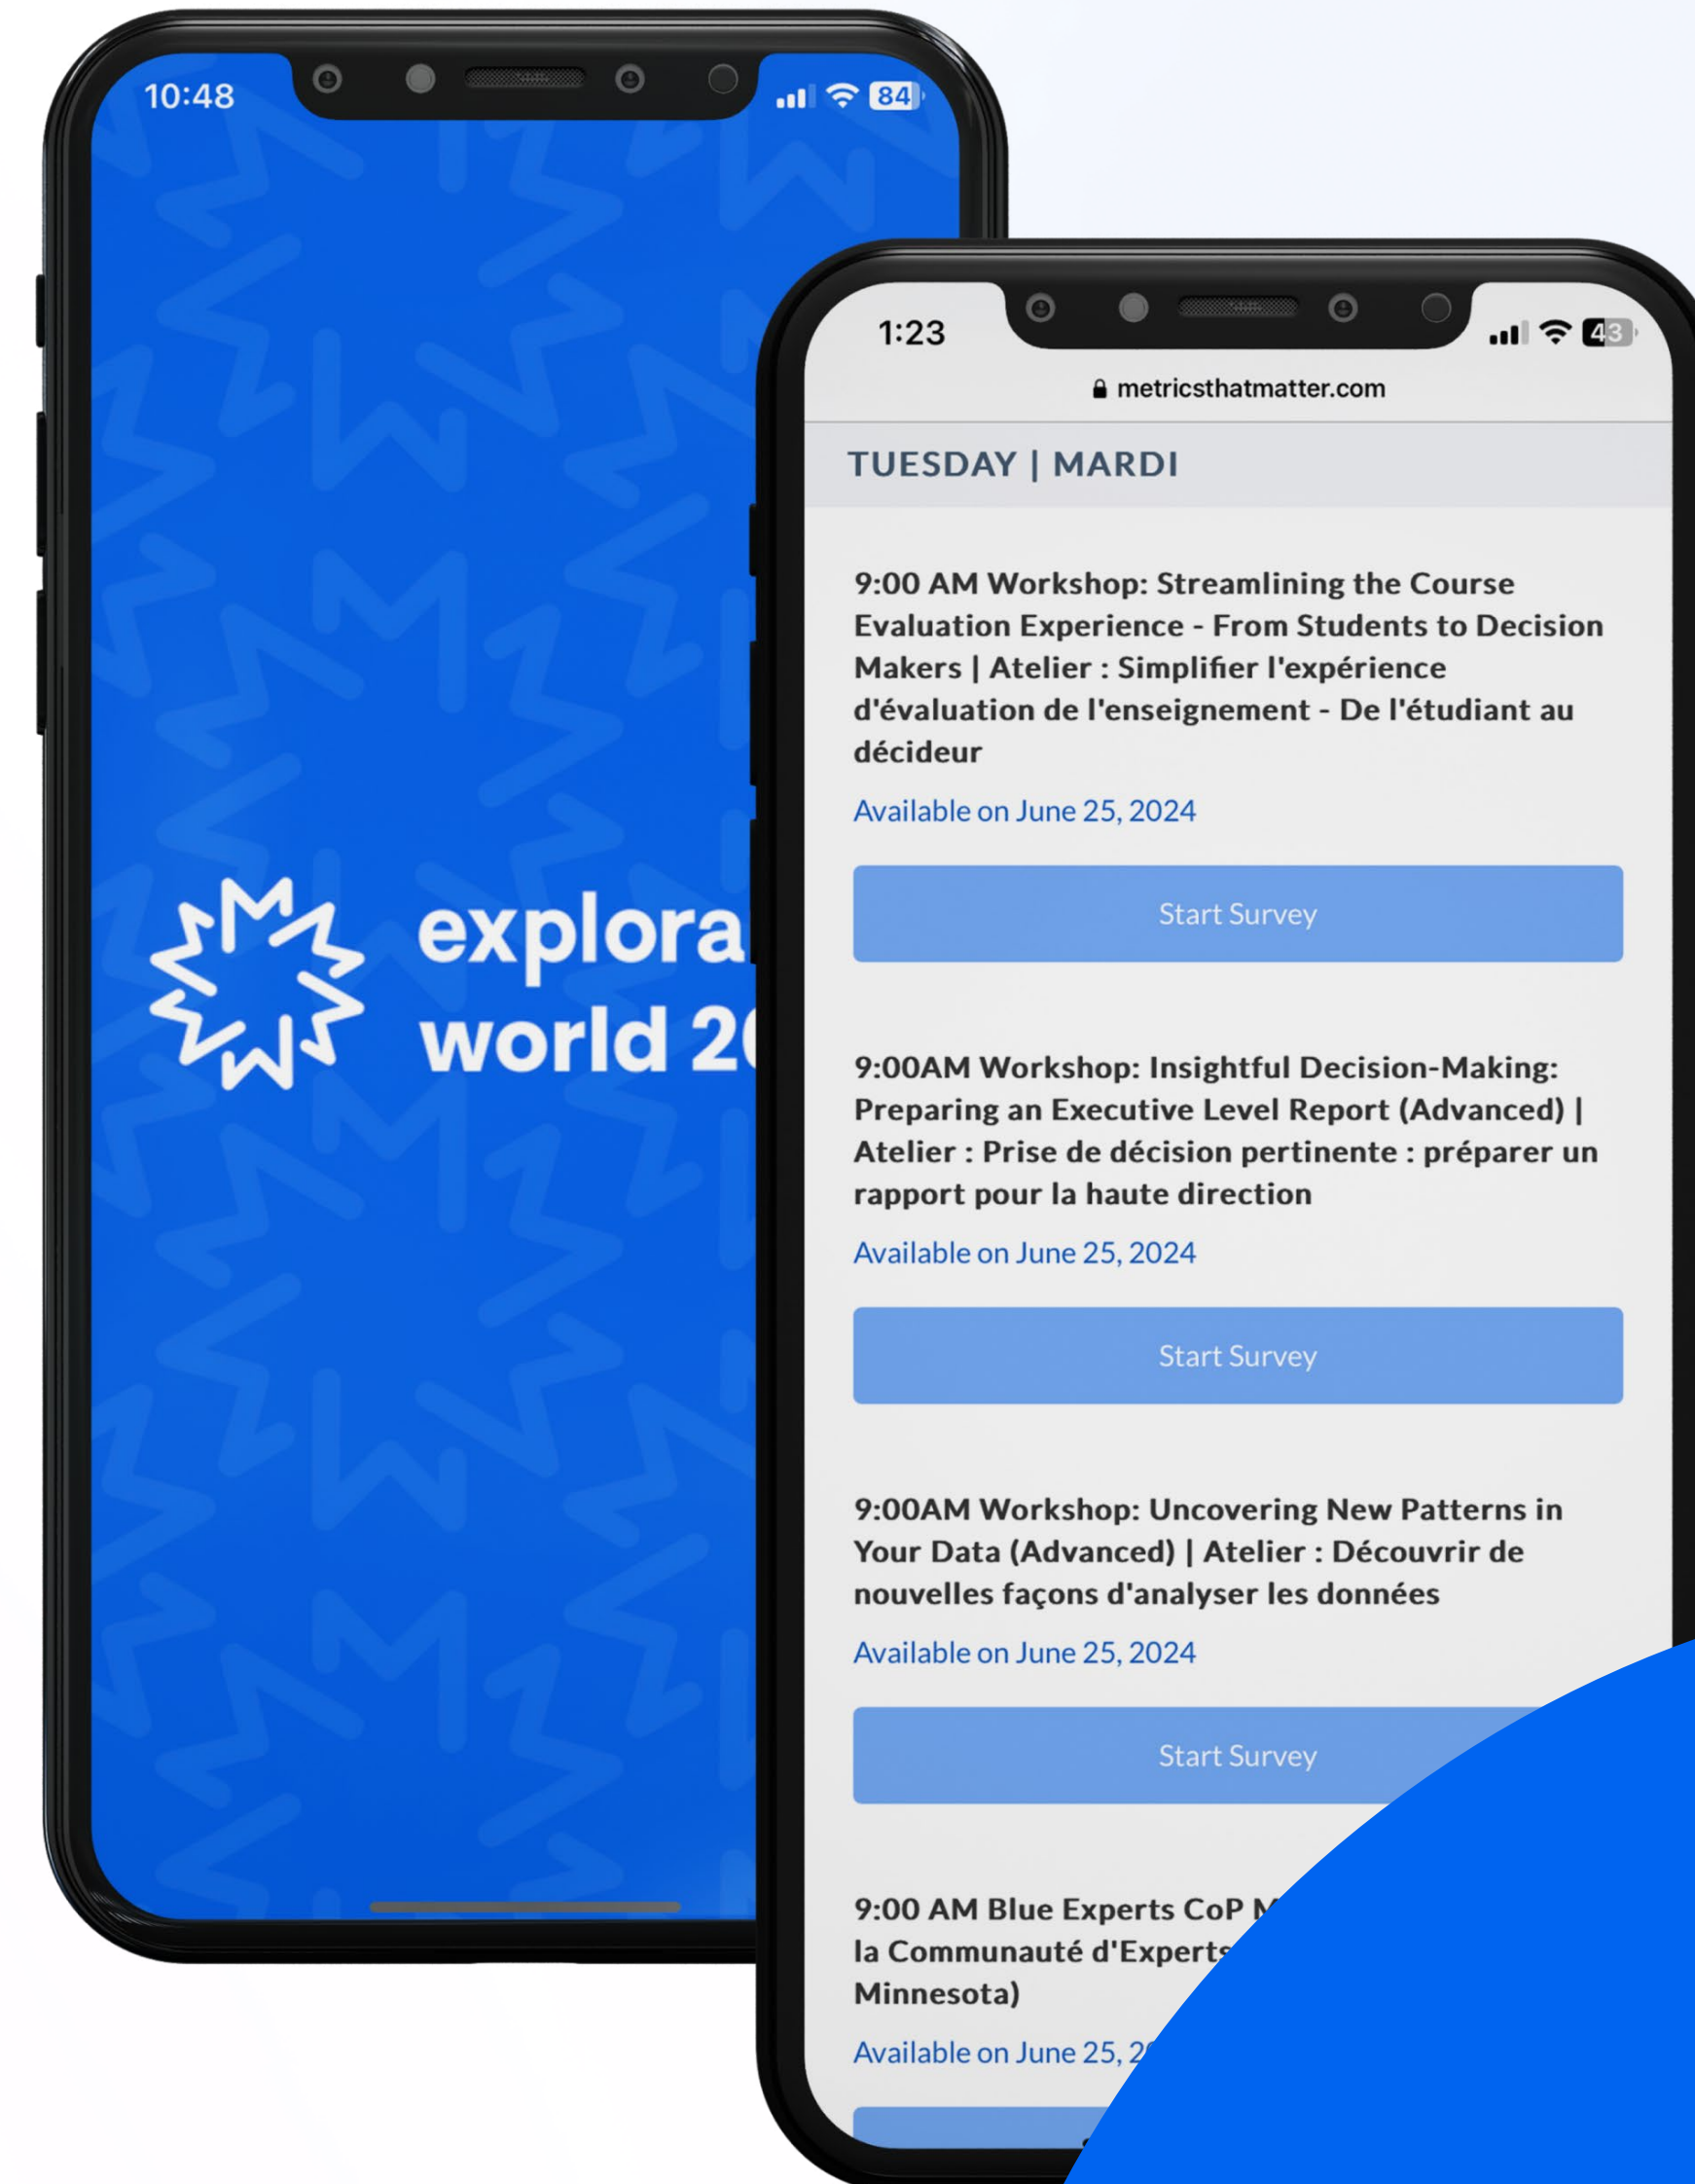 10:48
84
explora
world 20
1:23
43
metricsthatmatter.com
TUESDAY | MARDI
9:00 AM Workshop: Streamlining the Course
Evaluation Experience - From Students to Decision
Makers | Atelier : Simplifier l'expérience
d'évaluation de l'enseignement - De l'étudiant au
décideur
Available on June 25, 2024
Start Survey
9:00AM Workshop: Insightful Decision-Making:
Preparing an Executive Level Report (Advanced) |
Atelier : Prise de décision pertinente : préparer un
rapport pour la haute direction
Available on June 25, 2024
Start Survey
9:00AM Workshop: Uncovering New Patterns in
Your Data (Advanced) | Atelier : Découvrir de
nouvelles façons d'analyser les données
Available on June 25, 2024
Start Survey
9:00 AM Blue Experts CoP
la Communauté d'Experts
Minnesota)
Available on June 25,